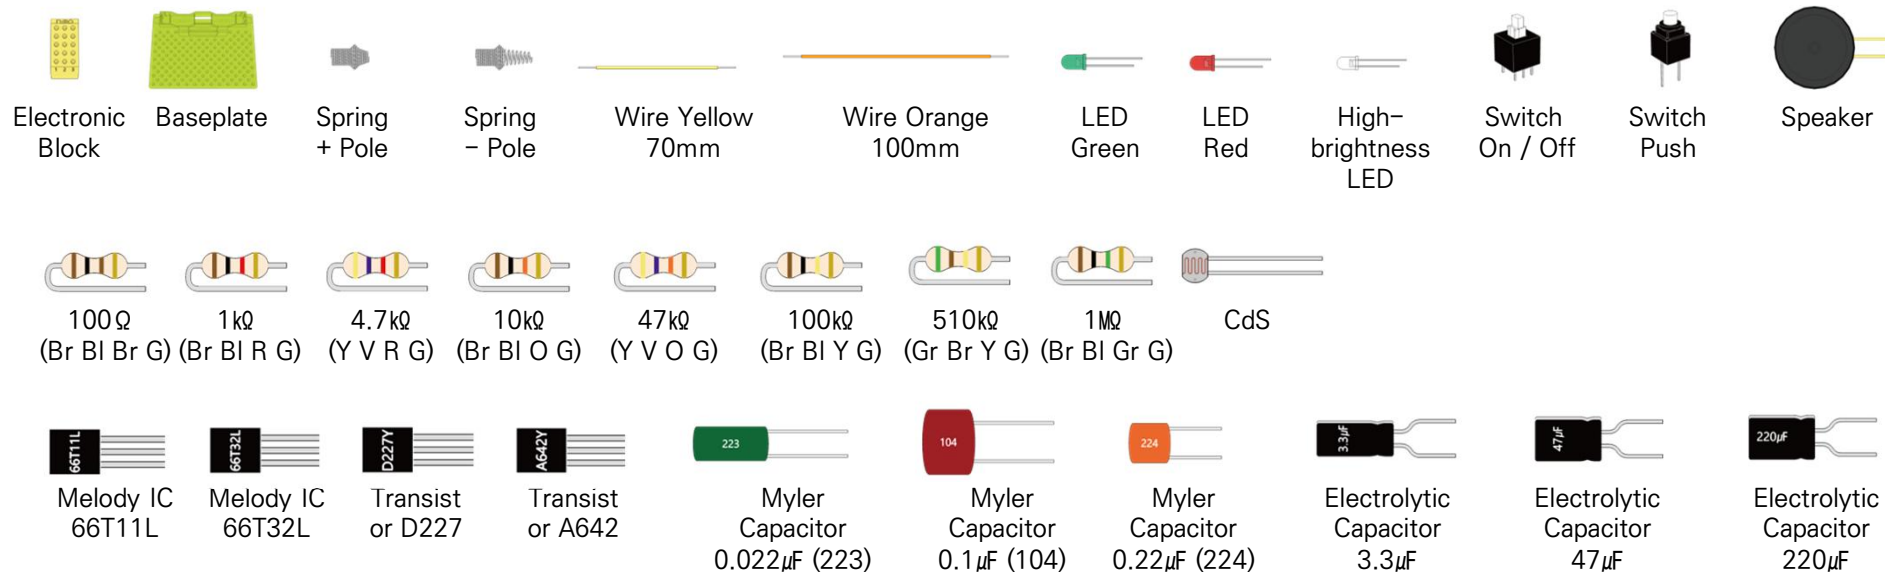 Electronic Block
Baseplate
Spring + Pole
Spring - Pole
Wire Yellow 70mm
Wire Orange 100mm
LED Green
LED Red
High-brightness LED
Switch On / Off
Switch Push
Speaker
1 2 3
100Ω
(Br Bl Br G)
1kΩ
(Br Bl R G)
4.7kΩ
(Y V R G)
10kΩ
(Br Bl O G)
47kΩ
(Y V O G)
100kΩ
(Br Bl Y G)
510kΩ
(Gr Br Y G)
1MΩ
(Br Bl Gr G)
CdS
66T11L
Melody IC
66T11L
66T32L
Melody IC
66T32L
D227Y
Transist
or D227
A642Y
Transist
or A642
223
Myler
Capacitor
0.022μF (223)
104
Myler
Capacitor
0.1μF (104)
224
Myler
Capacitor
0.22μF (224)
3.3μF
Electrolytic
Capacitor
3.3μF
47μF
Electrolytic
Capacitor
47μF
220μF
Electrolytic
Capacitor
220μF